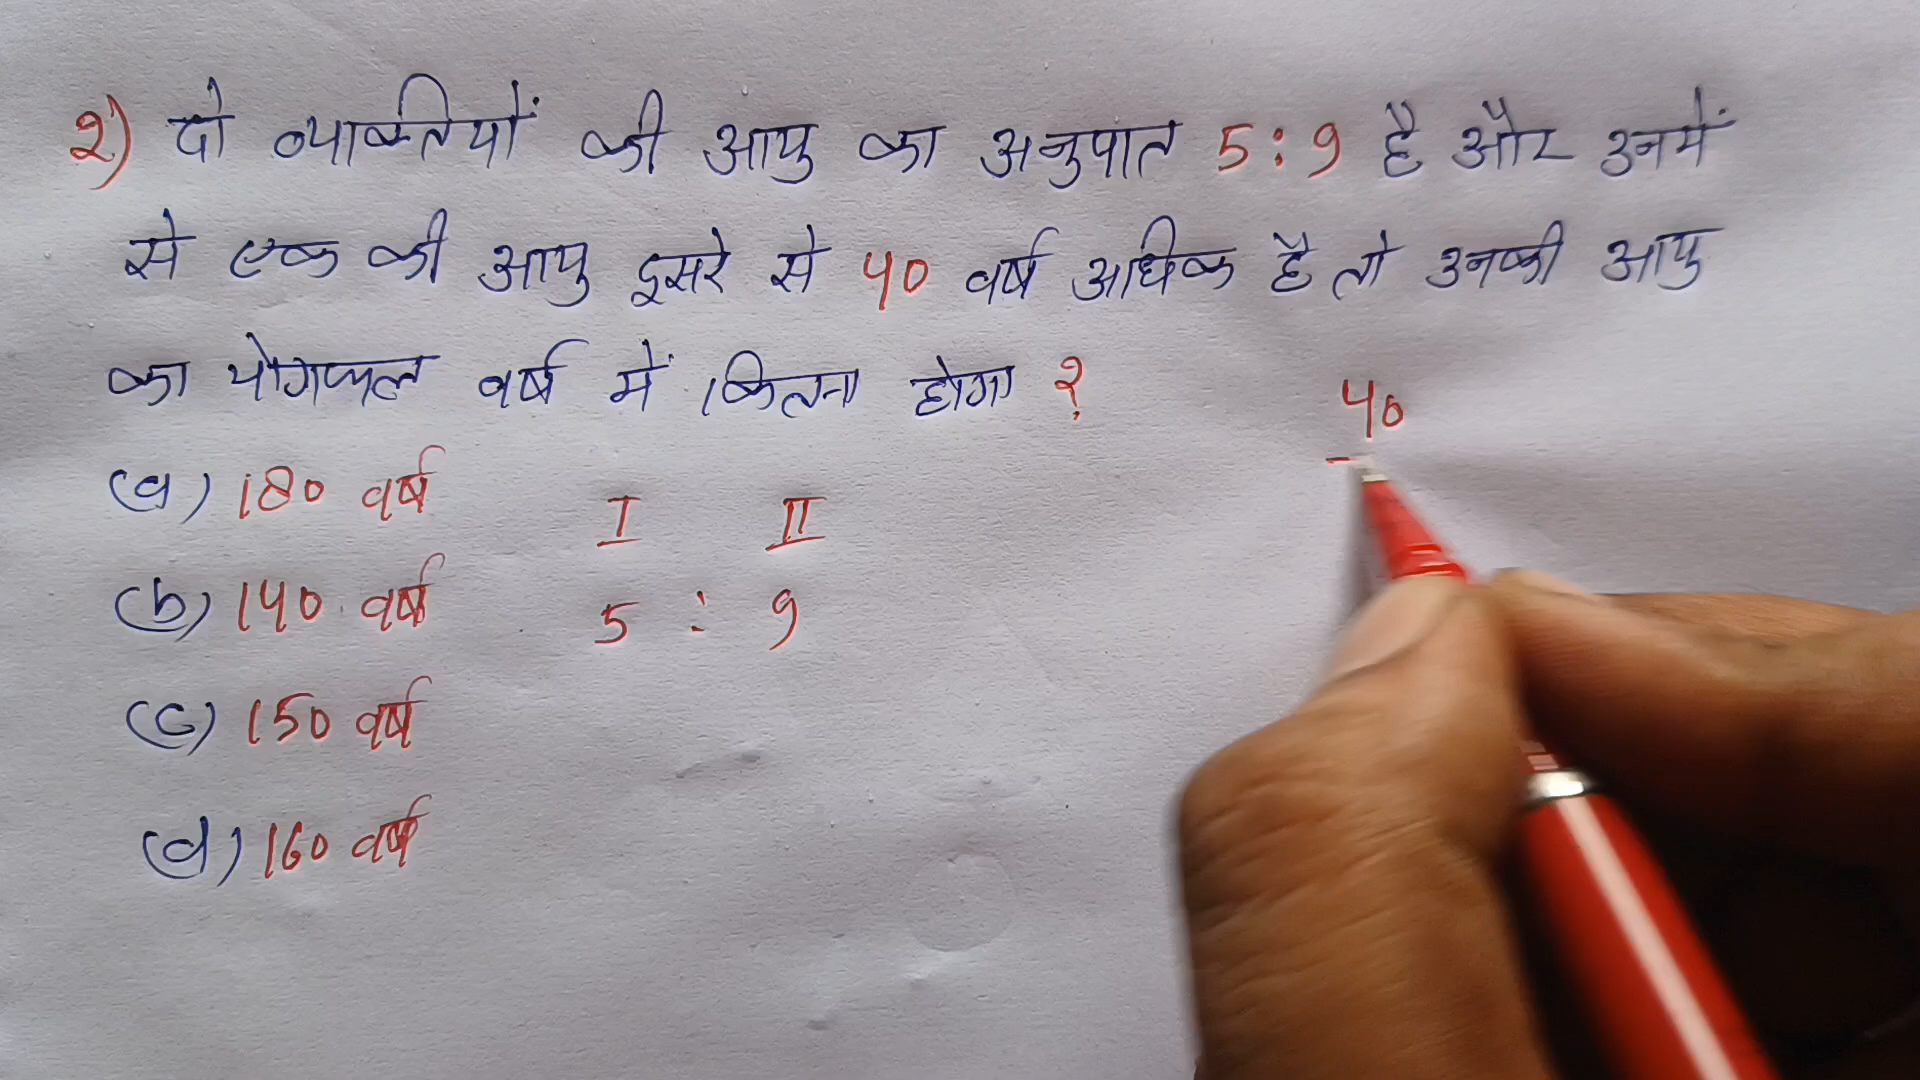 २) दो व्यक्तियों की आयु का अनुपात 5:9 है और उनमें
से एक की आयु दूसरे से 40 वर्ष अधिक है तो उनकी आयु
का योगफल वर्ष में कितना होगा ?
40
(a) 180 वर्ष
I II
(b) 140 वर्ष
5 : 9
(c) 150 वर्ष
(d) 160 वर्ष